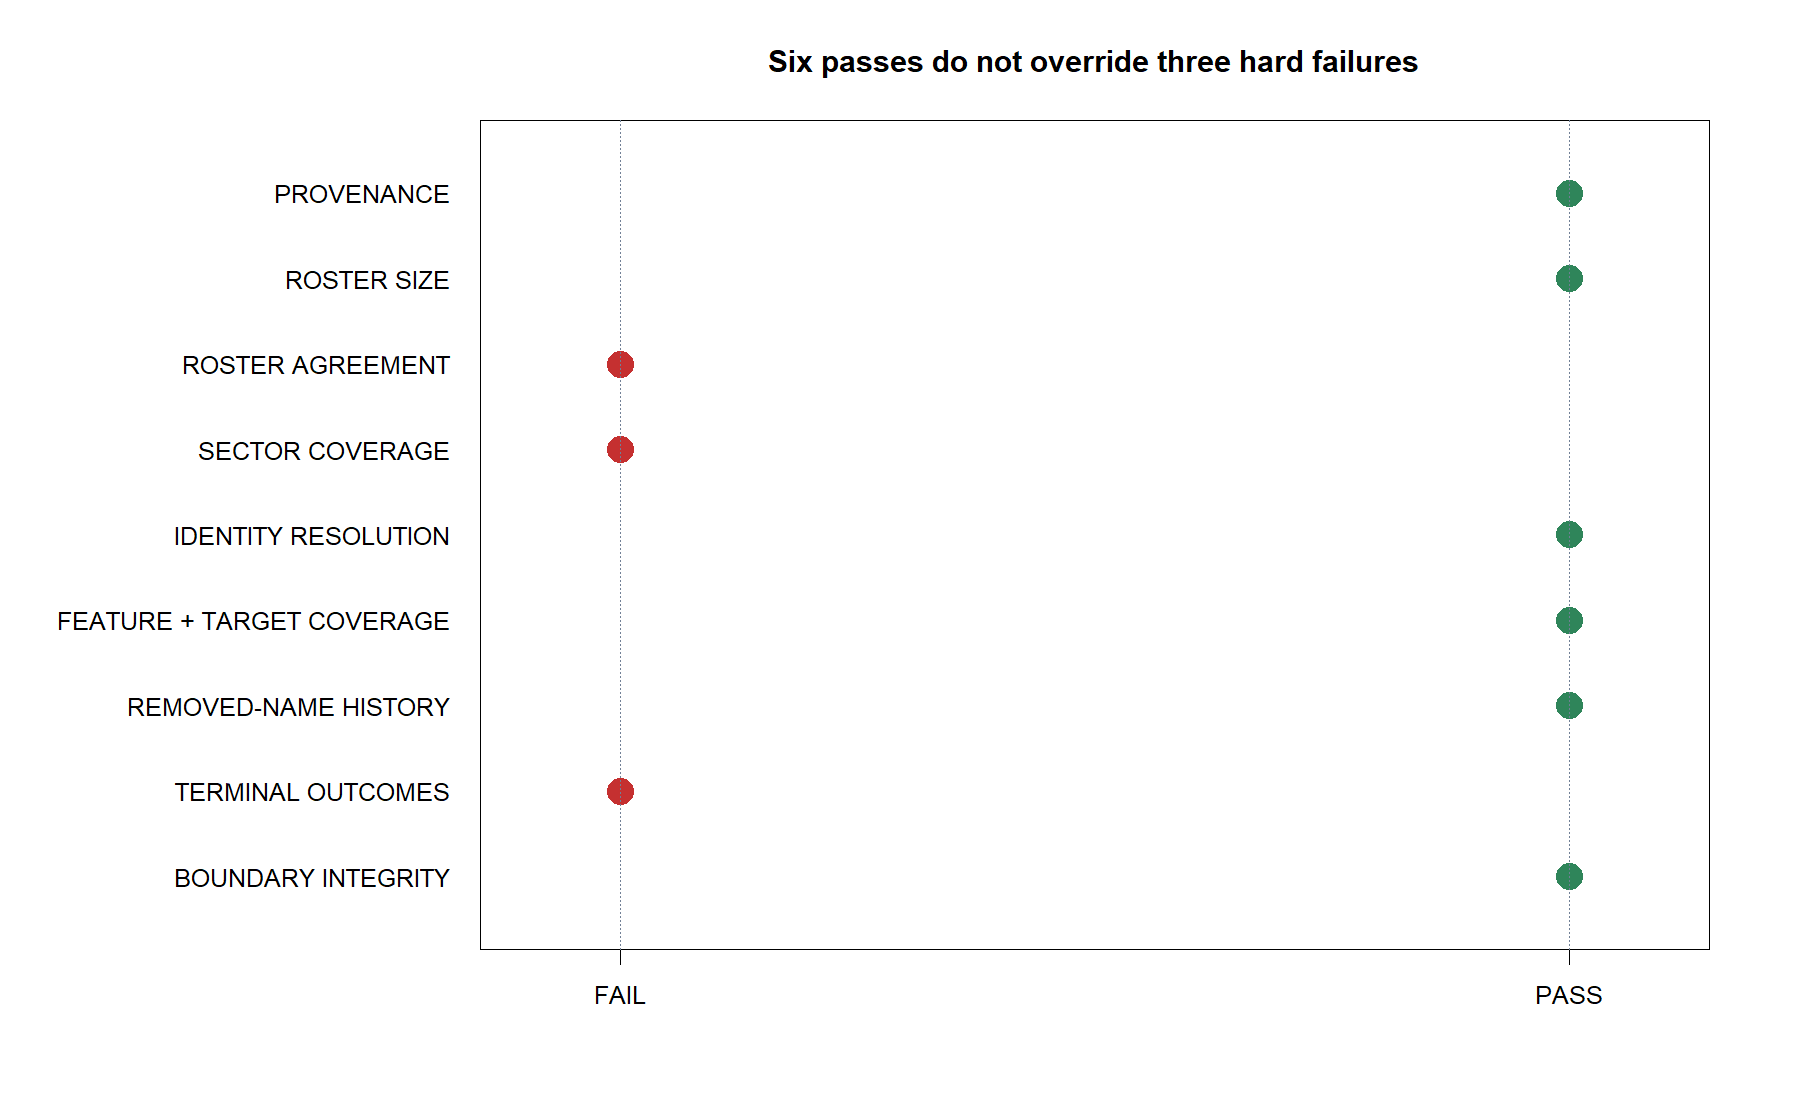 Six passes do not override three hard failures
PROVENANCE
ROSTER SIZE
ROSTER AGREEMENT
SECTOR COVERAGE
IDENTITY RESOLUTION
FEATURE + TARGET COVERAGE
REMOVED-NAME HISTORY
TERMINAL OUTCOMES
BOUNDARY INTEGRITY
FAIL PASS